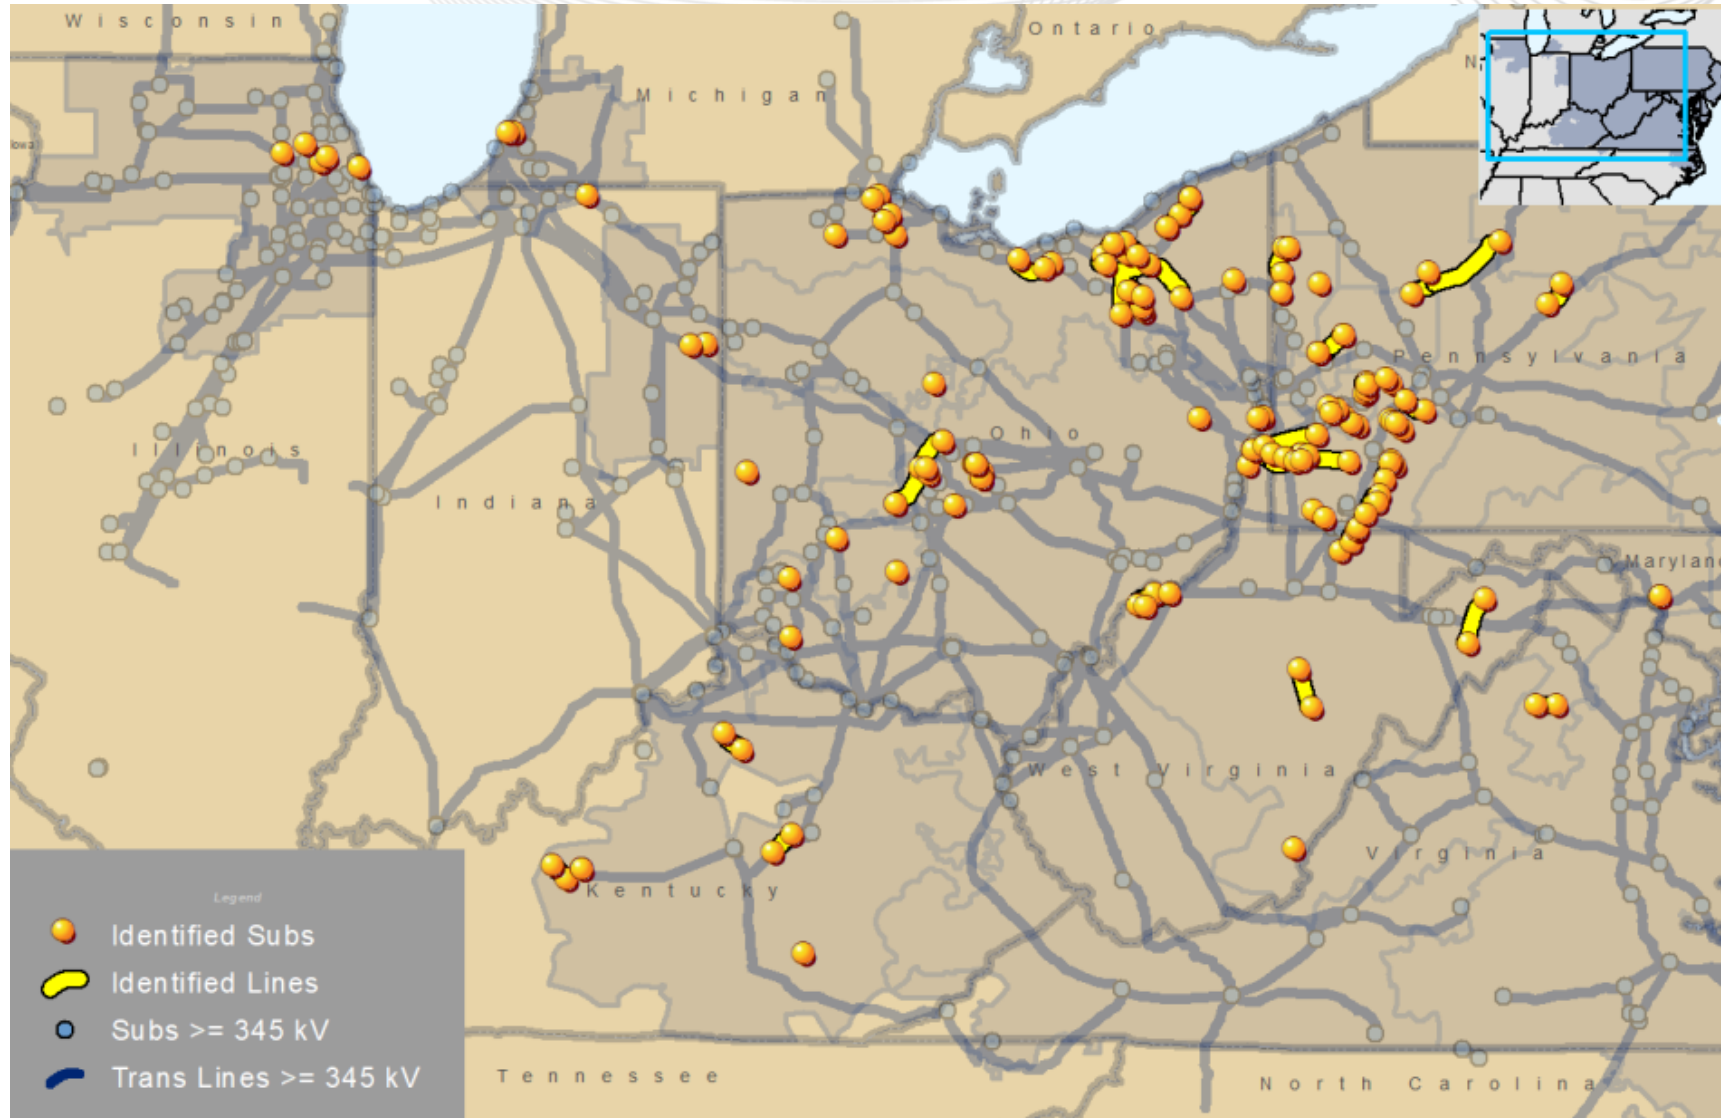 Wisconsin
Ontario
N
Michigan
Iowa
Pennsylvania
Ohio
Illinois
Indiana
Maryland
West Virginia
Virginia
Kentucky
Legend
Identified Subs
Identified Lines
Subs >= 345 kV
Trans Lines >= 345 kV
Tennessee
North Carolina